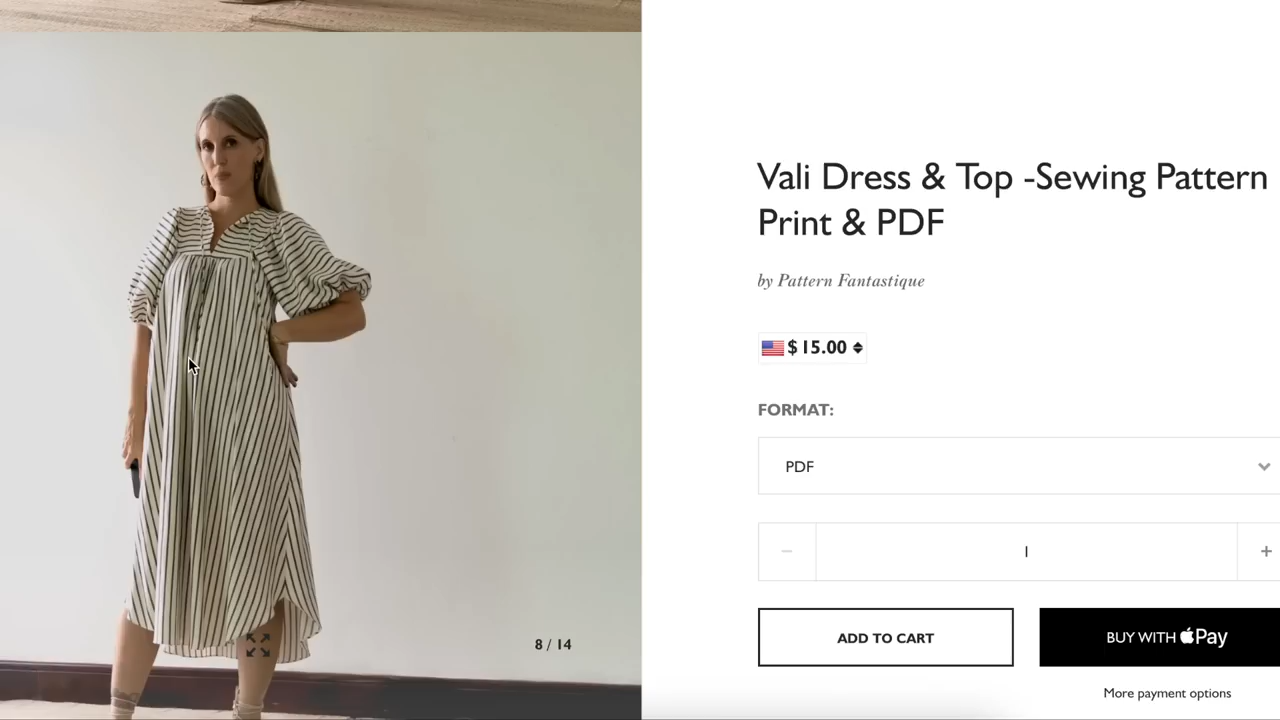 Vali Dress & Top -Sewing Pattern
Print & PDF
by Pattern Fantastique
$ 15.00
FORMAT:
PDF
− 1 +
ADD TO CART
BUY WITH Pay
More payment options
8 / 14